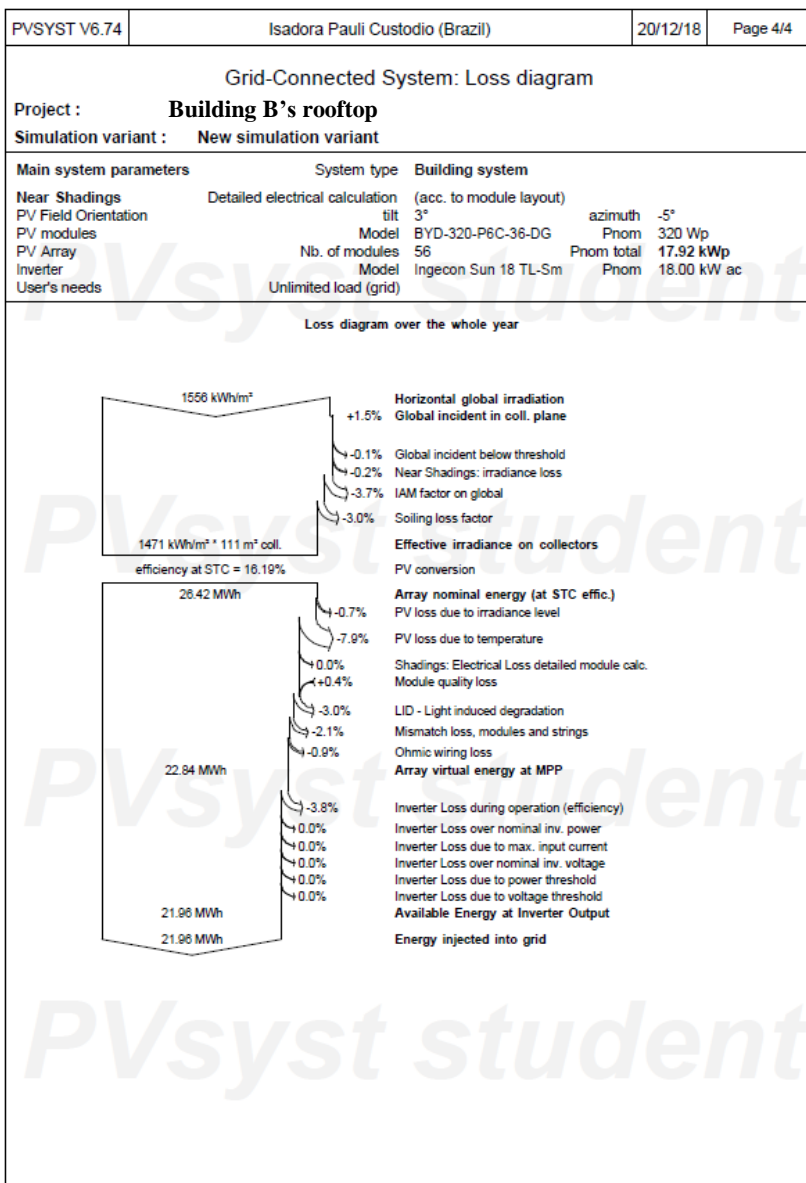 PVSYST V6.74 Isadora Pauli Custodio (Brazil) 20/12/18 Page 4/4
Grid-Connected System: Loss diagram
Project : Building B's rooftop
Simulation variant : New simulation variant
Main system parameters System type Building system
Near Shadings Detailed electrical calculation (acc. to module layout)
PV Field Orientation tilt 3° azimuth -5°
PV modules Model BYD-320-P6C-36-DG Pnom 320 Wp
PV Array Nb. of modules 56 Pnom total 17.92 kWp
Inverter Model Ingecon Sun 18 TL-Sm Pnom 18.00 kW ac
User's needs Unlimited load (grid)
PVsyst student
Loss diagram over the whole year
1556 kWh/m² Horizontal global irradiation
+1.5% Global incident in coll. plane
-0.1% Global incident below threshold
-0.2% Near Shadings: irradiance loss
-3.7% IAM factor on global
-3.0% Soiling loss factor
PVsyst student
1471 kWh/m² * 111 m² coll. Effective irradiance on collectors
efficiency at STC = 16.19% PV conversion
26.42 MWh Array nominal energy (at STC effic.)
-0.7% PV loss due to irradiance level
-7.9% PV loss due to temperature
0.0% Shadings: Electrical Loss detailed module calc.
+0.4% Module quality loss
-3.0% LID - Light induced degradation
-2.1% Mismatch loss, modules and strings
-0.9% Ohmic wiring loss
22.84 MWh Array virtual energy at MPP
PVsyst student
-3.8% Inverter Loss during operation (efficiency)
0.0% Inverter Loss over nominal inv. power
0.0% Inverter Loss due to max. input current
0.0% Inverter Loss over nominal inv. voltage
0.0% Inverter Loss due to power threshold
0.0% Inverter Loss due to voltage threshold
21.96 MWh Available Energy at Inverter Output
21.96 MWh Energy injected into grid
PVsyst student